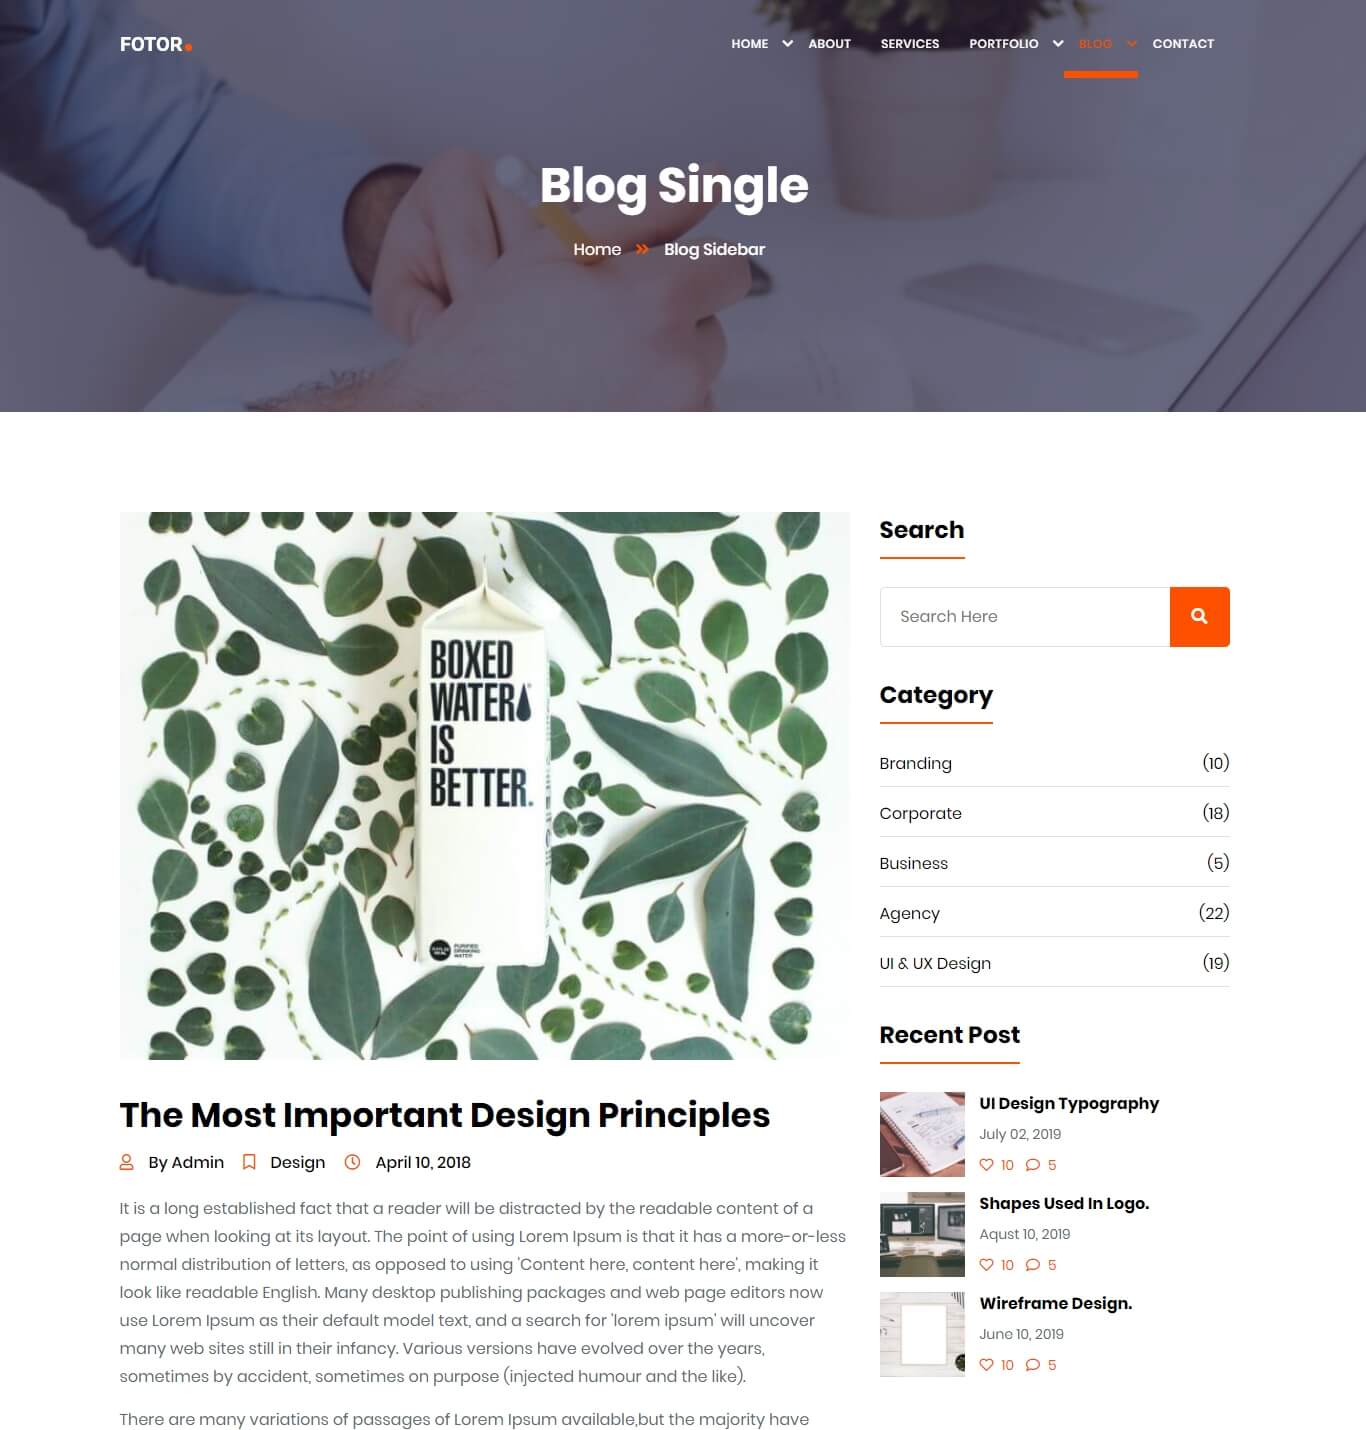 FOTOR.
HOME ABOUT SERVICES PORTFOLIO BLOG CONTACT
Blog Single
Home » Blog Sidebar
BOXED
WATER
IS
BETTER.
PURIFIED
DRINKING
WATER
The Most Important Design Principles
By Admin Design April 10, 2018
It is a long established fact that a reader will be distracted by the readable content of a
page when looking at its layout. The point of using Lorem Ipsum is that it has a more-or-less
normal distribution of letters, as opposed to using 'Content here, content here', making it
look like readable English. Many desktop publishing packages and web page editors now
use Lorem Ipsum as their default model text, and a search for 'lorem ipsum' will uncover
many web sites still in their infancy. Various versions have evolved over the years,
sometimes by accident, sometimes on purpose (injected humour and the like).
There are many variations of passages of Lorem Ipsum available,but the majority have
Search
Search Here
Category
Branding (10)
Corporate (18)
Business (5)
Agency (22)
UI & UX Design (19)
Recent Post
UI Design Typography
July 02, 2019
10 5
Shapes Used In Logo.
Aqust 10, 2019
10 5
Wireframe Design.
June 10, 2019
10 5